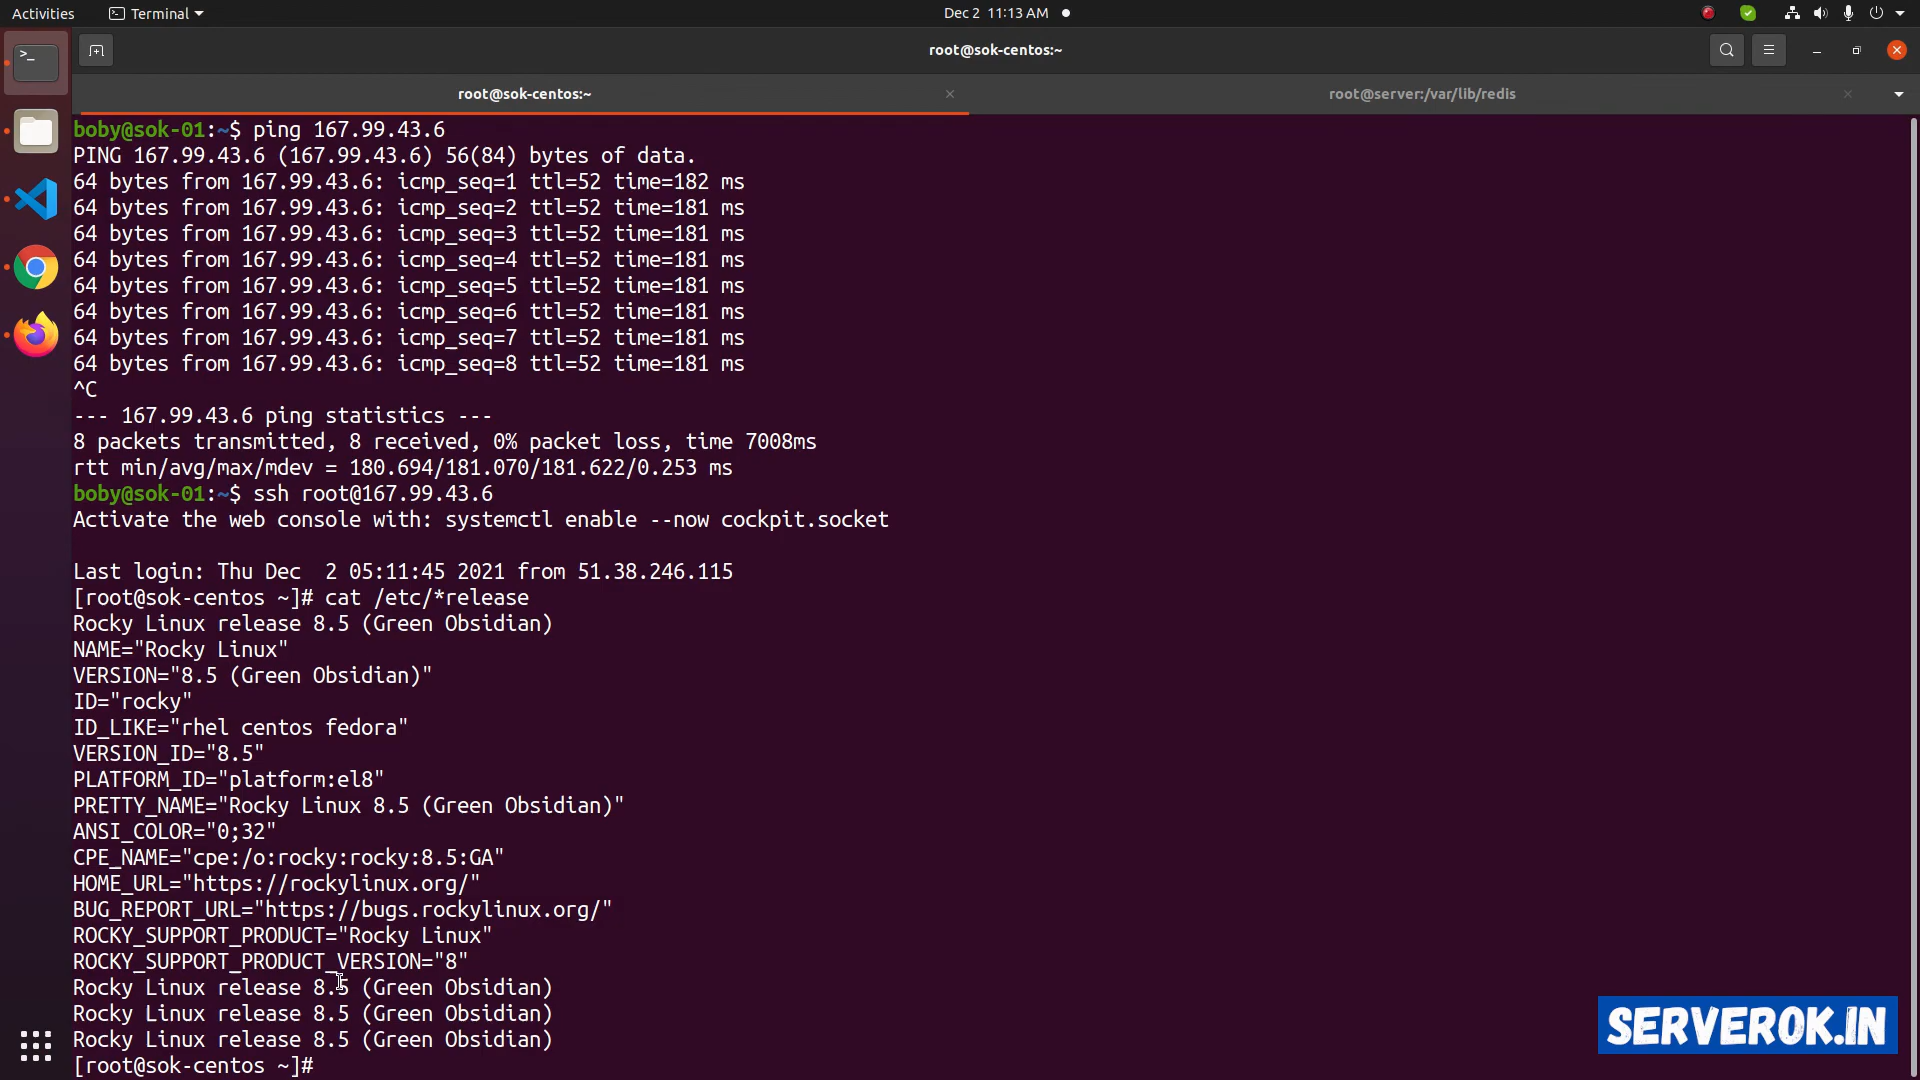 Activities
Terminal
Dec 2 11:13 AM
root@sok-centos:~
root@sok-centos:~
root@server:/var/lib/redis
boby@sok-01:~$ ping 167.99.43.6
PING 167.99.43.6 (167.99.43.6) 56(84) bytes of data.
64 bytes from 167.99.43.6: icmp_seq=1 ttl=52 time=182 ms
64 bytes from 167.99.43.6: icmp_seq=2 ttl=52 time=181 ms
64 bytes from 167.99.43.6: icmp_seq=3 ttl=52 time=181 ms
64 bytes from 167.99.43.6: icmp_seq=4 ttl=52 time=181 ms
64 bytes from 167.99.43.6: icmp_seq=5 ttl=52 time=181 ms
64 bytes from 167.99.43.6: icmp_seq=6 ttl=52 time=181 ms
64 bytes from 167.99.43.6: icmp_seq=7 ttl=52 time=181 ms
64 bytes from 167.99.43.6: icmp_seq=8 ttl=52 time=181 ms
^C
--- 167.99.43.6 ping statistics ---
8 packets transmitted, 8 received, 0% packet loss, time 7008ms
rtt min/avg/max/mdev = 180.694/181.070/181.622/0.253 ms
boby@sok-01:~$ ssh root@167.99.43.6
Activate the web console with: systemctl enable --now cockpit.socket
Last login: Thu Dec  2 05:11:45 2021 from 51.38.246.115
[root@sok-centos ~]# cat /etc/*release
Rocky Linux release 8.5 (Green Obsidian)
NAME="Rocky Linux"
VERSION="8.5 (Green Obsidian)"
ID="rocky"
ID_LIKE="rhel centos fedora"
VERSION_ID="8.5"
PLATFORM_ID="platform:el8"
PRETTY_NAME="Rocky Linux 8.5 (Green Obsidian)"
ANSI_COLOR="0;32"
CPE_NAME="cpe:/o:rocky:rocky:8.5:GA"
HOME_URL="https://rockylinux.org/"
BUG_REPORT_URL="https://bugs.rockylinux.org/"
ROCKY_SUPPORT_PRODUCT="Rocky Linux"
ROCKY_SUPPORT_PRODUCT_VERSION="8"
Rocky Linux release 8.5 (Green Obsidian)
Rocky Linux release 8.5 (Green Obsidian)
Rocky Linux release 8.5 (Green Obsidian)
[root@sok-centos ~]#
SERVEROK.IN